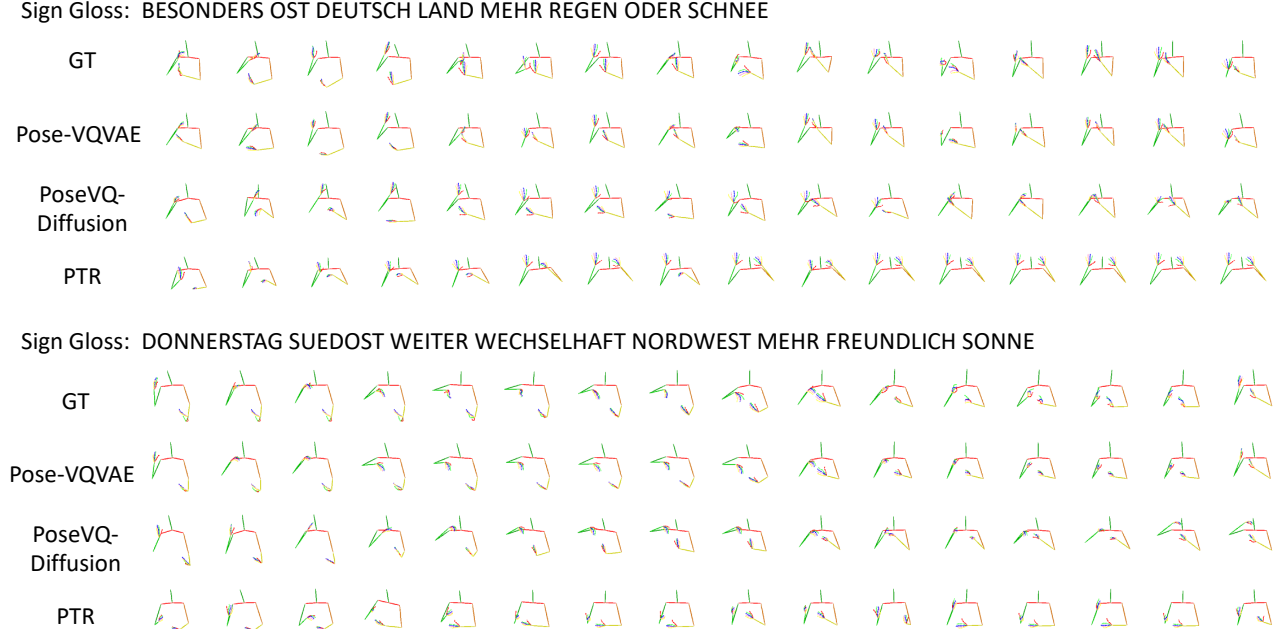 Sign Gloss: BESONDERS OST DEUTSCH LAND MEHR REGEN ODER SCHNEE
GT
Pose-VQVAE
PoseVQ-
Diffusion
PTR
Sign Gloss: DONNERSTAG SUEDOST WEITER WECHSELHAFT NORDWEST MEHR FREUNDLICH SONNE
GT
Pose-VQVAE
PoseVQ-
Diffusion
PTR